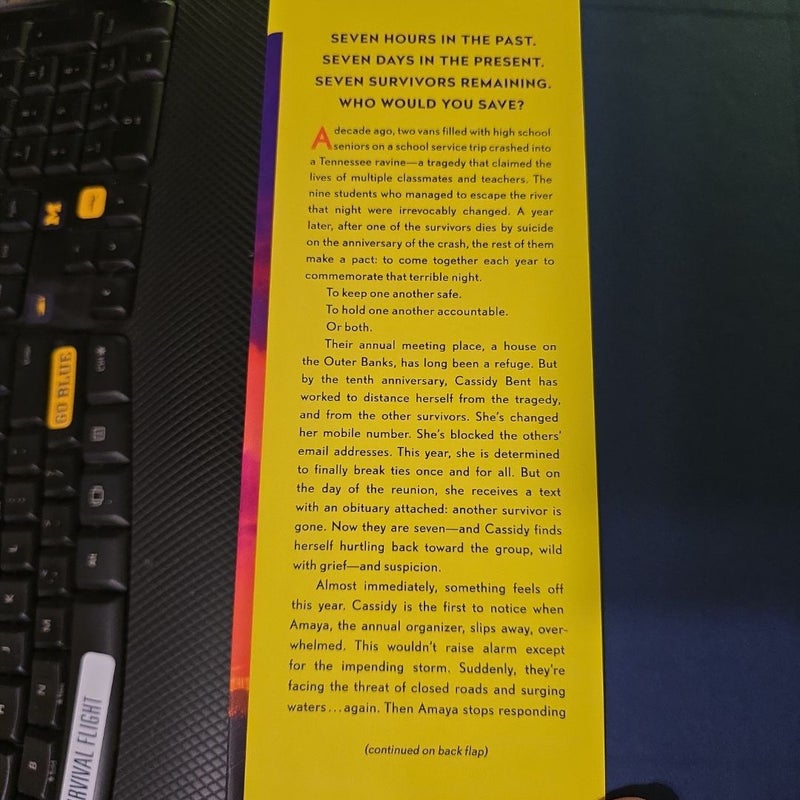 SEVEN HOURS IN THE PAST.
SEVEN DAYS IN THE PRESENT.
SEVEN SURVIVORS REMAINING.
WHO WOULD YOU SAVE?
A decade ago, two vans filled with high school
seniors on a school service trip crashed into
a Tennessee ravine—a tragedy that claimed the
lives of multiple classmates and teachers. The
nine students who managed to escape the river
that night were irrevocably changed. A year
later, after one of the survivors dies by suicide
on the anniversary of the crash, the rest of them
make a pact: to come together each year to
commemorate that terrible night.
To keep one another safe.
To hold one another accountable.
Or both.
Their annual meeting place, a house on
the Outer Banks, has long been a refuge. But
by the tenth anniversary, Cassidy Bent has
worked to distance herself from the tragedy,
and from the other survivors. She's changed
her mobile number. She's blocked the others'
email addresses. This year, she is determined
to finally break ties once and for all. But on
the day of the reunion, she receives a text
with an obituary attached: another survivor is
gone. Now they are seven—and Cassidy finds
herself hurtling back toward the group, wild
with grief—and suspicion.
Almost immediately, something feels off
this year. Cassidy is the first to notice when
Amaya, the annual organizer, slips away, over-
whelmed. This wouldn't raise alarm except
for the impending storm. Suddenly, they're
facing the threat of closed roads and surging
waters...again. Then Amaya stops responding
(continued on back flap)
M
GO BLUE
RVIVAL FLIGHT
K
M
J
N
H
B